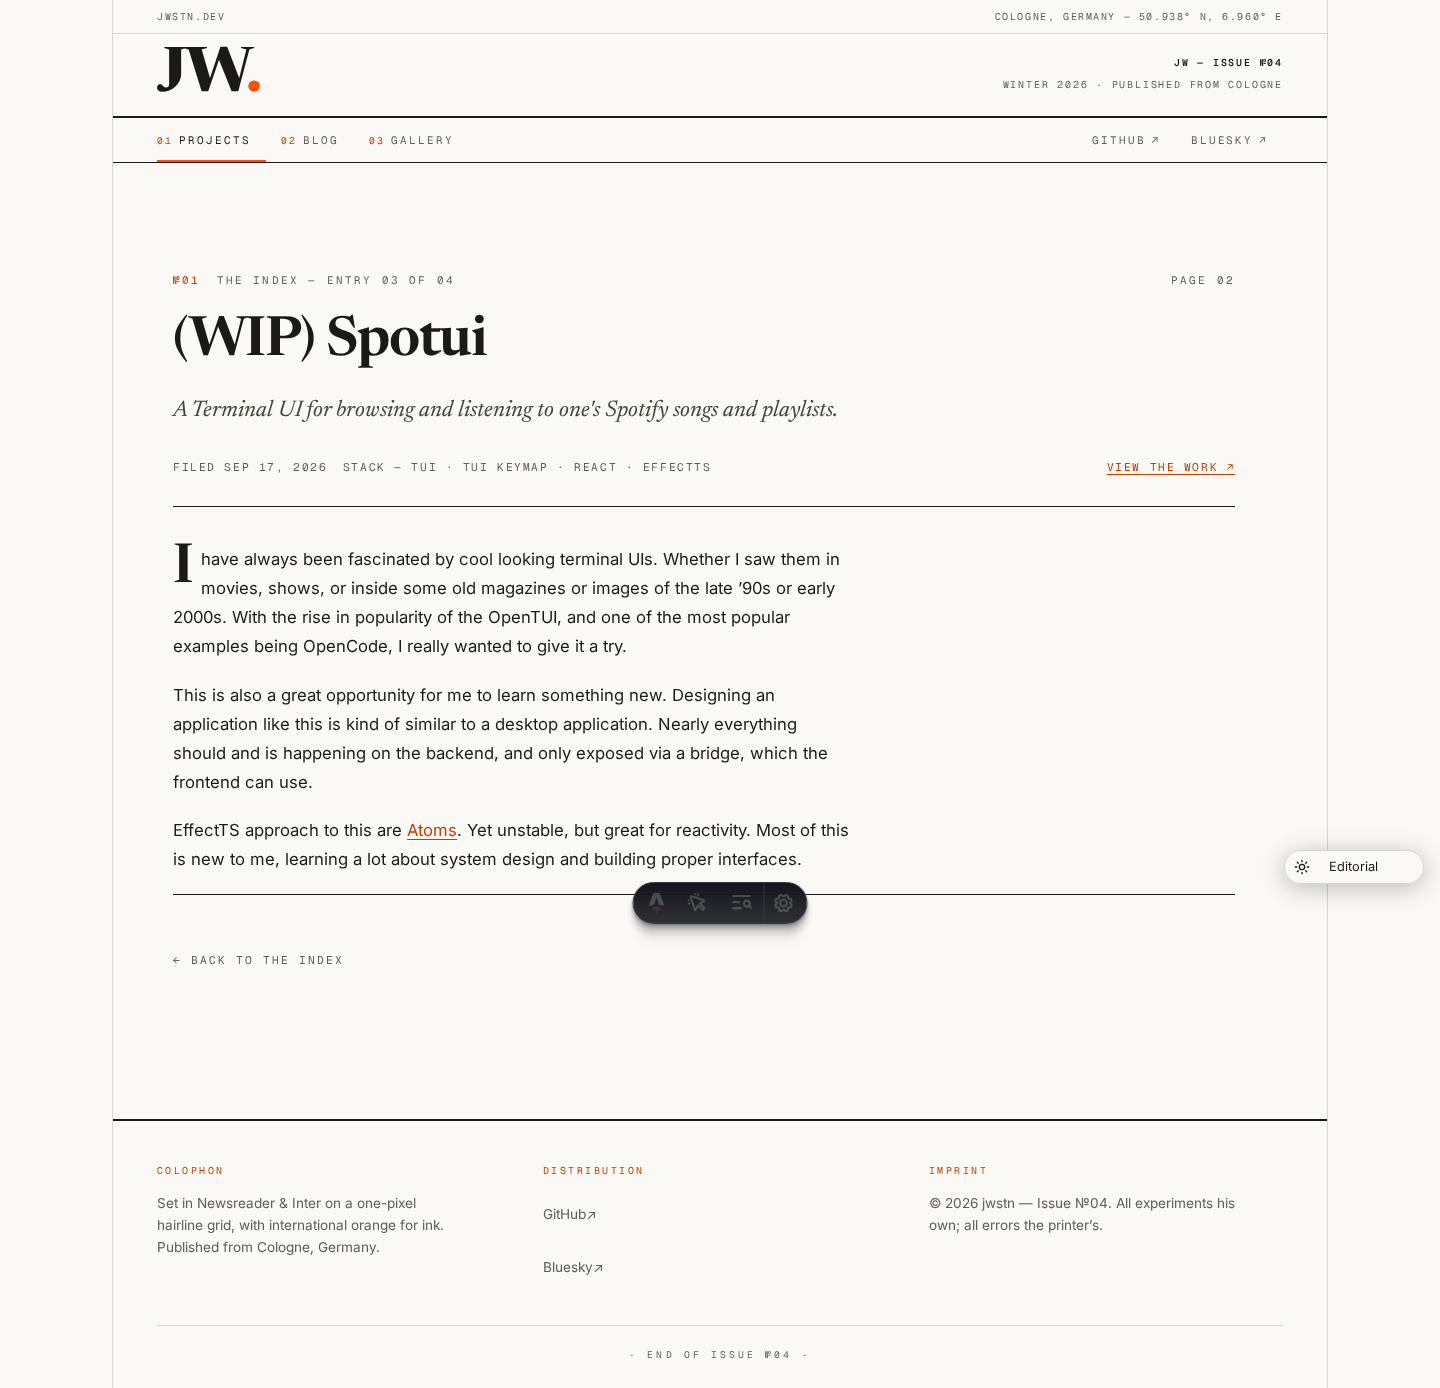 JWSTN.DEV
COLOGNE, GERMANY — 50.938° N, 6.960° E
JW.
JW — ISSUE №04
WINTER 2026 · PUBLISHED FROM COLOGNE
01 PROJECTS 02 BLOG 03 GALLERY
GITHUB ↗ BLUESKY ↗
№01 THE INDEX — ENTRY 03 OF 04
PAGE 02
(WIP) Spotui
A Terminal UI for browsing and listening to one's Spotify songs and playlists.
FILED SEP 17, 2026 STACK — TUI · TUI KEYMAP · REACT · EFFECTTS
VIEW THE WORK ↗
I have always been fascinated by cool looking terminal UIs. Whether I saw them in
movies, shows, or inside some old magazines or images of the late ’90s or early
2000s. With the rise in popularity of the OpenTUI, and one of the most popular
examples being OpenCode, I really wanted to give it a try.
This is also a great opportunity for me to learn something new. Designing an
application like this is kind of similar to a desktop application. Nearly everything
should and is happening on the backend, and only exposed via a bridge, which the
frontend can use.
EffectTS approach to this are Atoms. Yet unstable, but great for reactivity. Most of this
is new to me, learning a lot about system design and building proper interfaces.
Editorial
← BACK TO THE INDEX
COLOPHON
Set in Newsreader & Inter on a one-pixel
hairline grid, with international orange for ink.
Published from Cologne, Germany.
DISTRIBUTION
GitHub↗
Bluesky↗
IMPRINT
© 2026 jwstn — Issue №04. All experiments his
own; all errors the printer’s.
· END OF ISSUE №04 ·